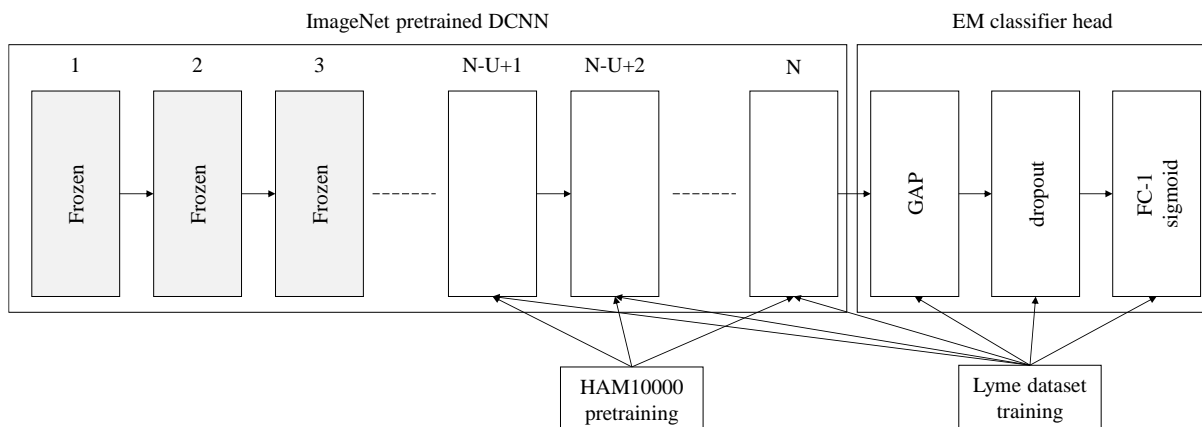 ImageNet pretrained DCNN
EM classifier head
1
2
3
N-U+1
N-U+2
N
Frozen
Frozen
Frozen
GAP
dropout
FC-1
sigmoid
HAM10000
pretraining
Lyme dataset
training